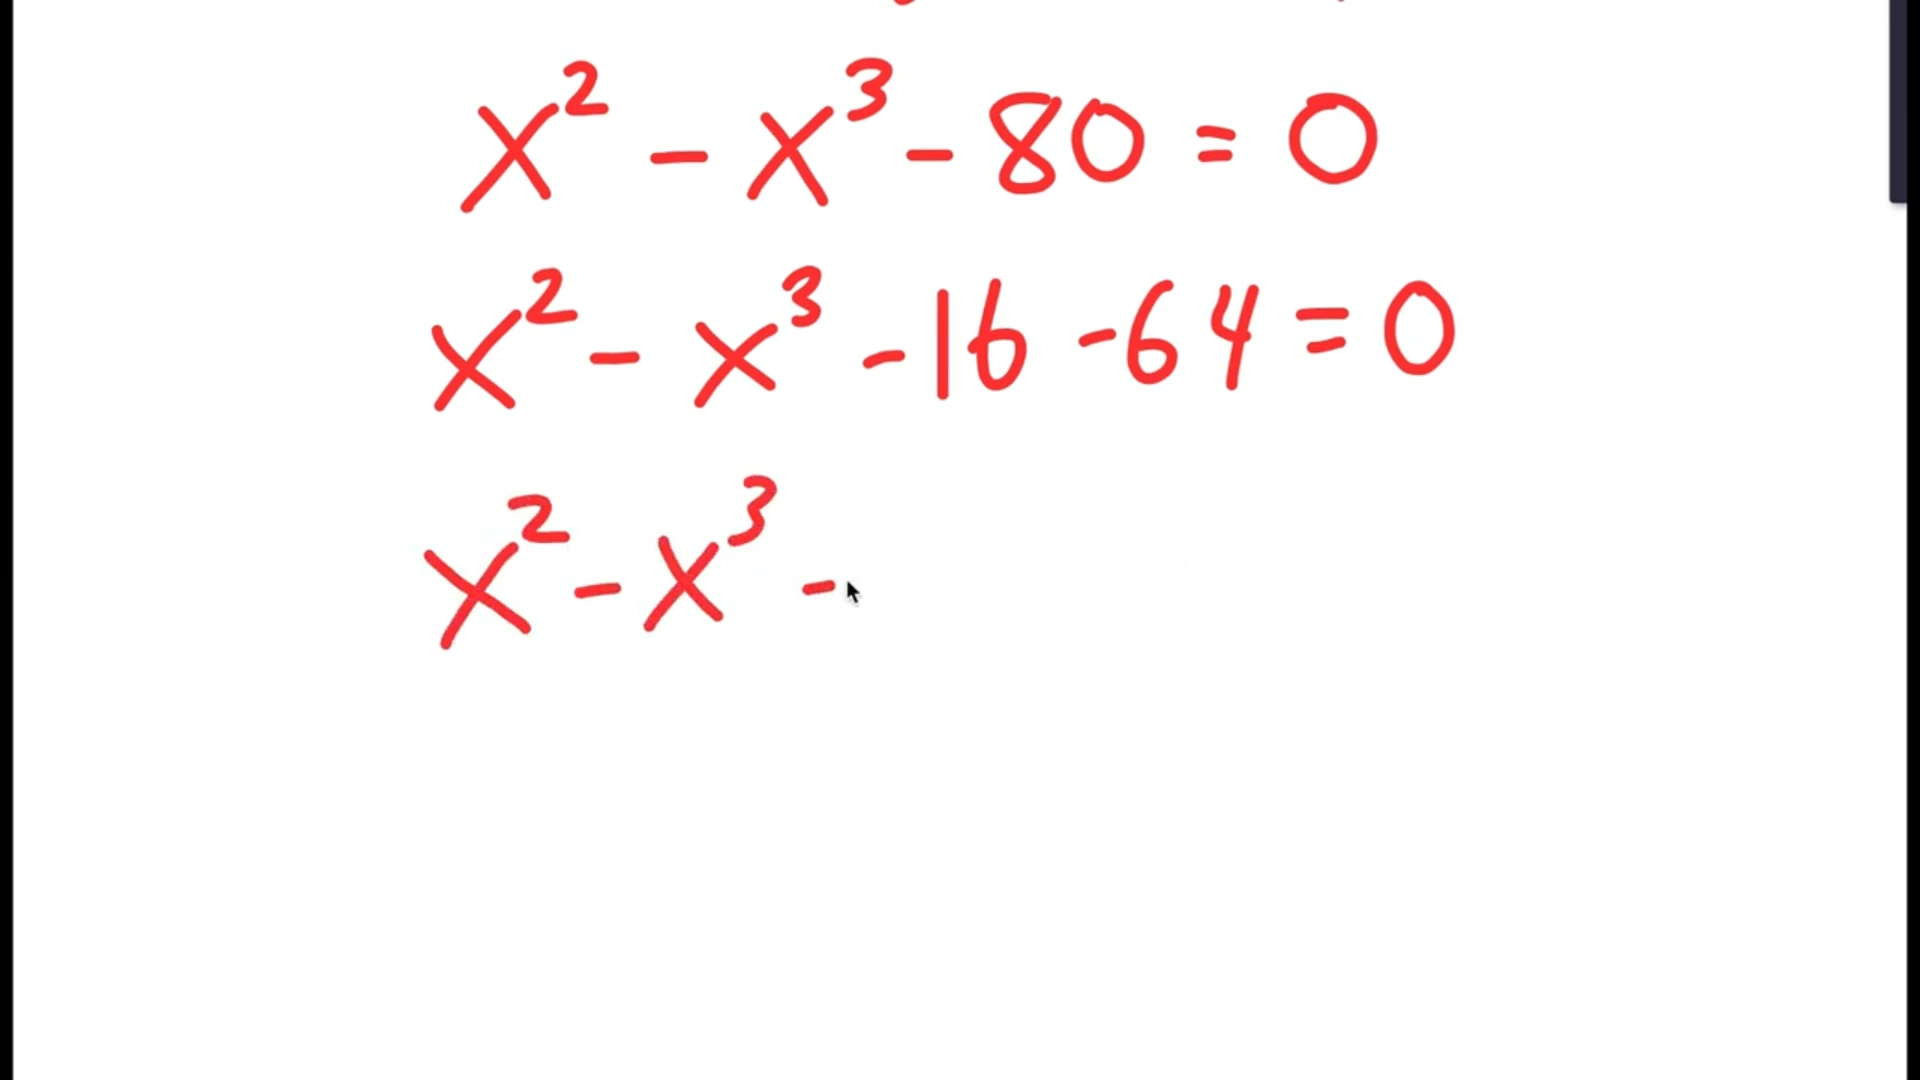 x² - x³ - 80 = 0
x² - x³ - 16 - 64 = 0
x² - x³ -